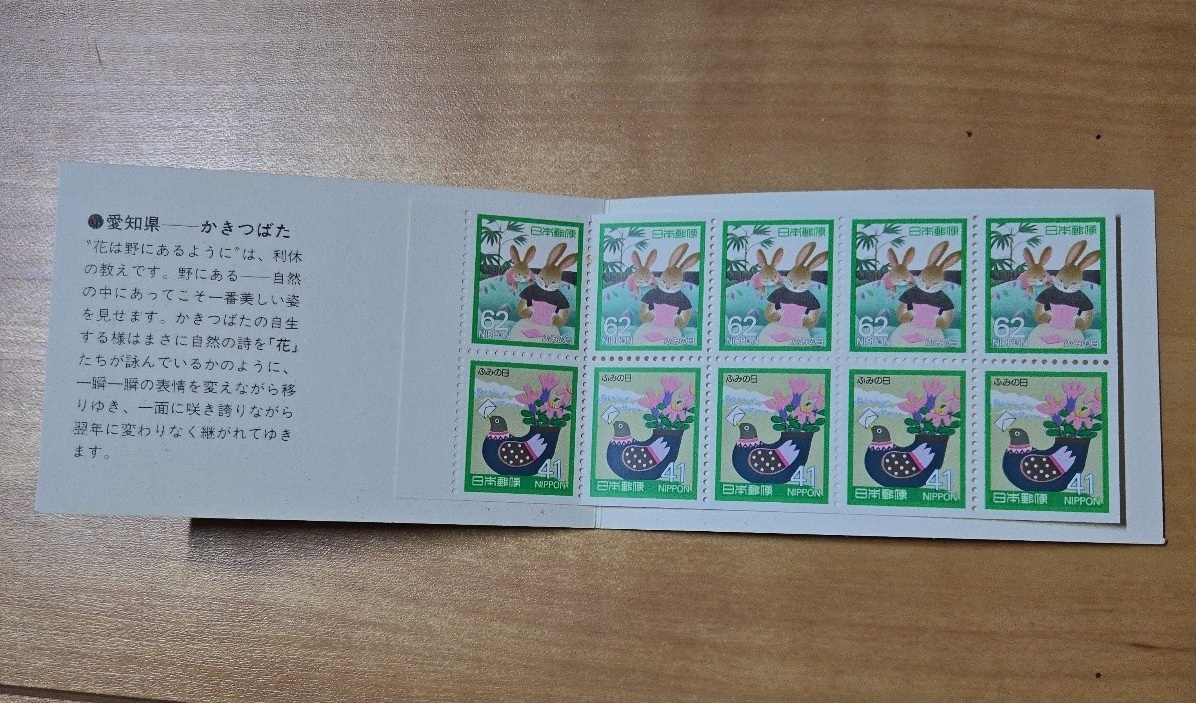 ●愛知県――かきつばた
“花は野にあるように”は、利休
の教えです。野にある――自然
の中にあってこそ一番美しい姿
を見せます。かきつばたの自生
する様はまさに自然の詩を「花」
たちが詠んでいるかのように、
一瞬一瞬の表情を変えながら移
りゆき、一面に咲き誇りながら
翌年に変わりなく継がれてゆき
ます。
日本郵便
62
NIPPON
ふみの日
日本郵便
62
NIPPON
ふみの日
日本郵便
62
NIPPON
ふみの日
日本郵便
62
NIPPON
ふみの日
日本郵便
62
NIPPON
ふみの日
ふみの日
41
日本郵便 NIPPON
ふみの日
41
日本郵便 NIPPON
ふみの日
41
日本郵便 NIPPON
ふみの日
41
日本郵便 NIPPON
ふみの日
41
日本郵便 NIPPON